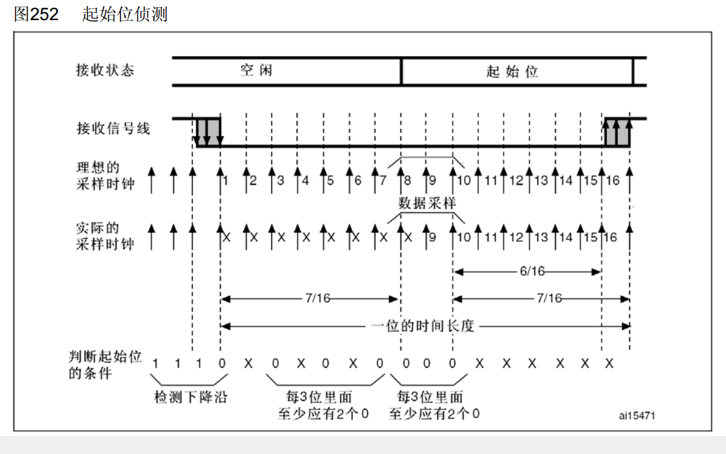 图252 起始位侦测
接收状态 空闲 起始位
接收信号线
理想的
采样时钟
1 2 3 4 5 6 7 8 9 10 11 12 13 14 15 16
数据采样
实际的
采样时钟
X X X X X X X X 9 10 11 12 13 14 15 16
6/16
7/16 7/16
一位的时间长度
判断起始位
的条件
1 1 1 0 X 0 X 0 X 0 0 0 0 X X X X X X
检测下降沿
每3位里面
至少应有2个0
每3位里面
至少应有2个0
ai15471